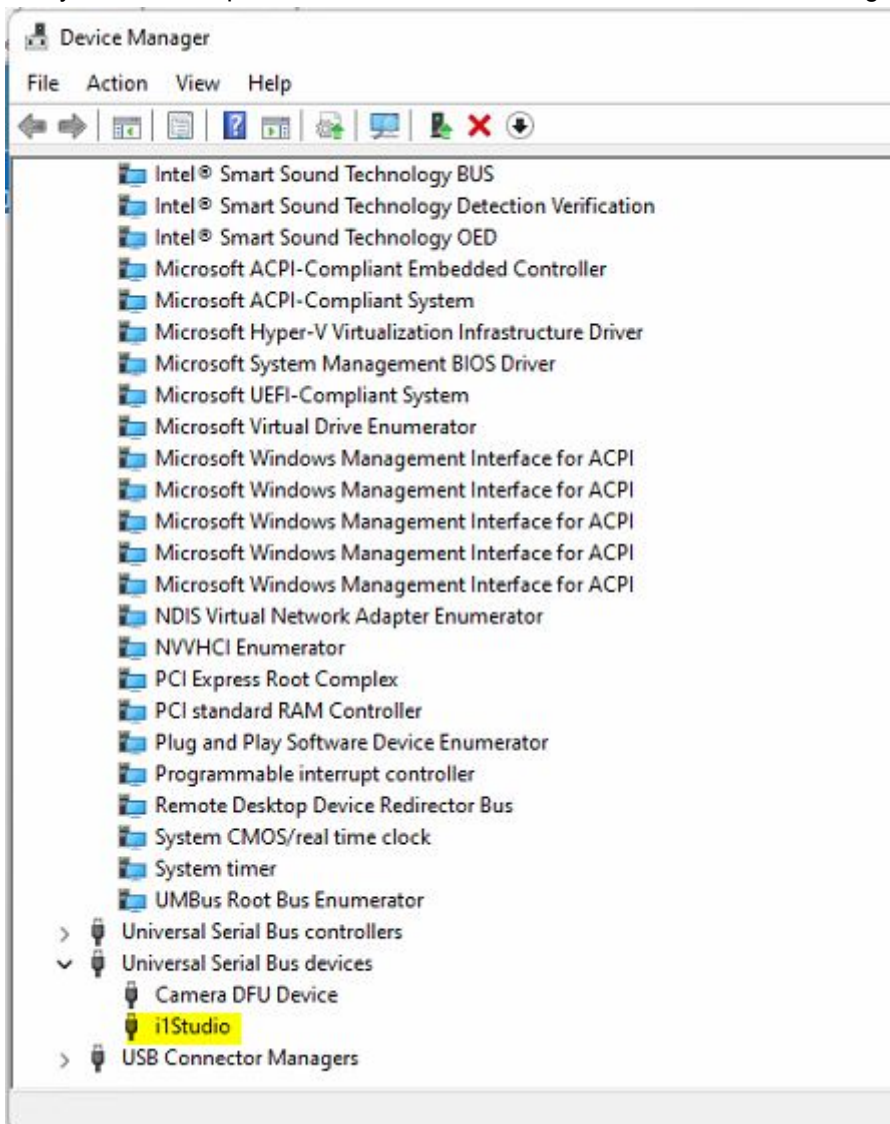 Device Manager
File Action View Help
Intel® Smart Sound Technology BUS
Intel® Smart Sound Technology Detection Verification
Intel® Smart Sound Technology OED
Microsoft ACPI-Compliant Embedded Controller
Microsoft ACPI-Compliant System
Microsoft Hyper-V Virtualization Infrastructure Driver
Microsoft System Management BIOS Driver
Microsoft UEFI-Compliant System
Microsoft Virtual Drive Enumerator
Microsoft Windows Management Interface for ACPI
Microsoft Windows Management Interface for ACPI
Microsoft Windows Management Interface for ACPI
Microsoft Windows Management Interface for ACPI
Microsoft Windows Management Interface for ACPI
NDIS Virtual Network Adapter Enumerator
NVVHCI Enumerator
PCI Express Root Complex
PCI standard RAM Controller
Plug and Play Software Device Enumerator
Programmable interrupt controller
Remote Desktop Device Redirector Bus
System CMOS/real time clock
System timer
UMBus Root Bus Enumerator
Universal Serial Bus controllers
Universal Serial Bus devices
Camera DFU Device
i1Studio
USB Connector Managers